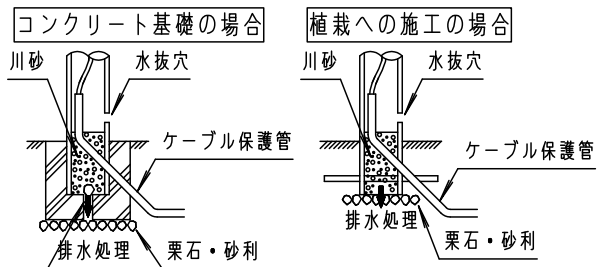 コンクリート基礎の場合
川砂
水抜穴
ケーブル保護管
排水処理
栗石・砂利
植栽への施工の場合
川砂
水抜穴
ケーブル保護管
排水処理
栗石・砂利